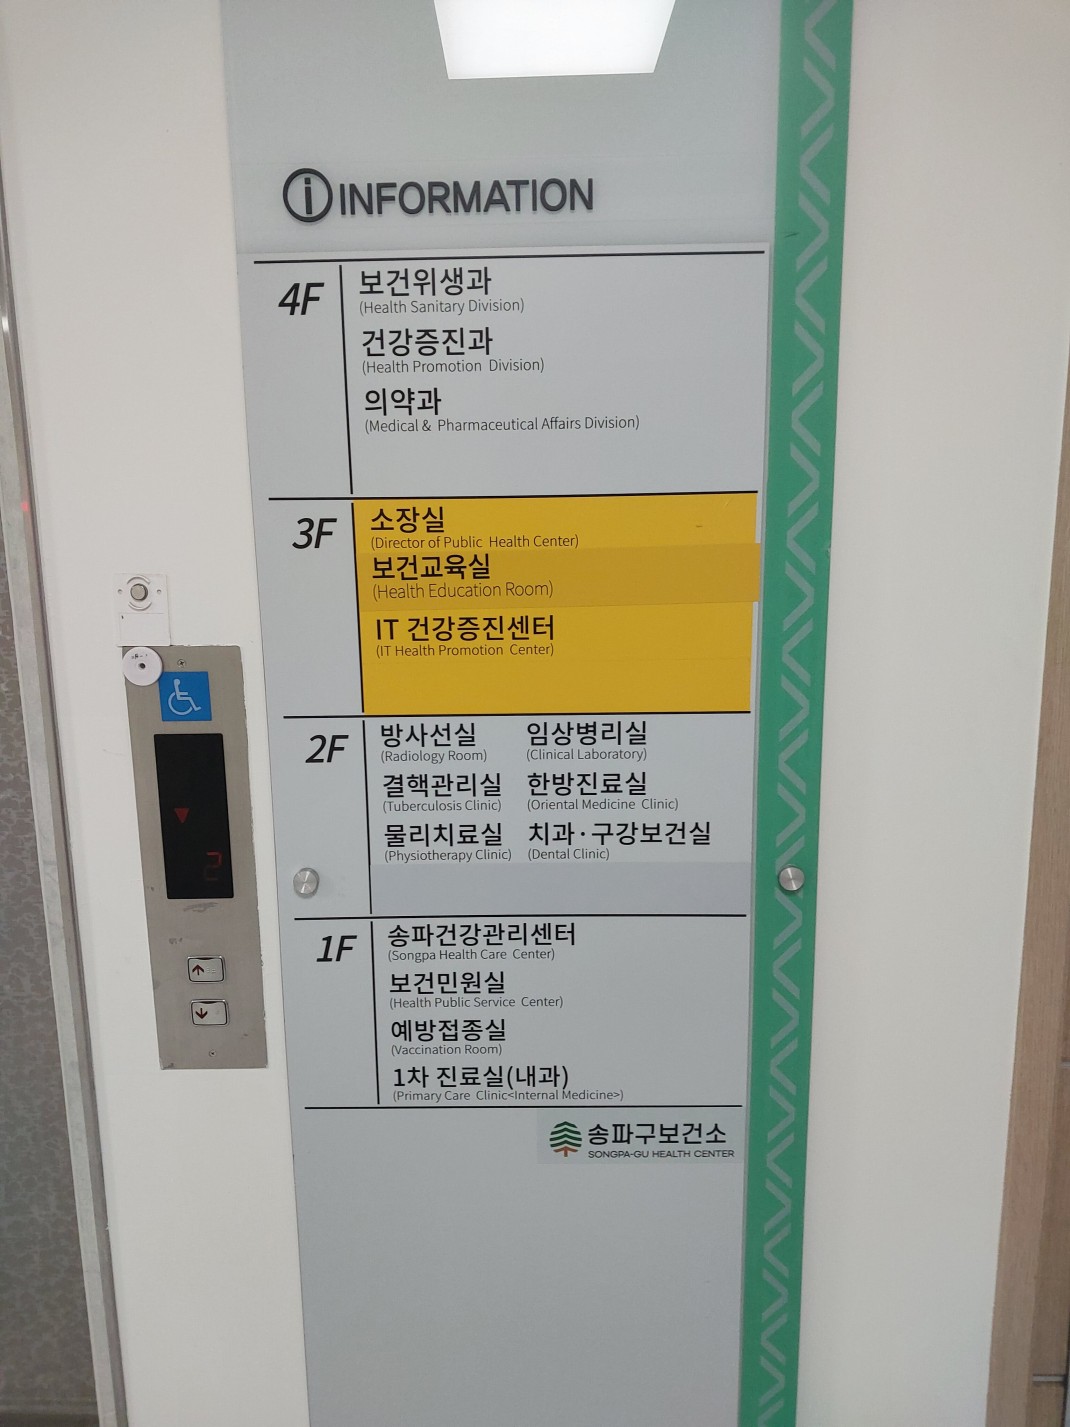 INFORMATION
4F
보건위생과
(Health Sanitary Division)
건강증진과
(Health Promotion Division)
의약과
(Medical & Pharmaceutical Affairs Division)
3F
소장실
(Director of Public Health Center)
보건교육실
(Health Education Room)
IT 건강증진센터
(IT Health Promotion Center)
2F
방사선실 임상병리실
(Radiology Room) (Clinical Laboratory)
결핵관리실 한방진료실
(Tuberculosis Clinic) (Oriental Medicine Clinic)
물리치료실 치과·구강보건실
(Physiotherapy Clinic) (Dental Clinic)
1F
송파건강관리센터
(Songpa Health Care Center)
보건민원실
(Health Public Service Center)
예방접종실
(Vaccination Room)
1차 진료실(내과)
(Primary Care Clinic<Internal Medicine>)
송파구보건소
SONGPA-GU HEALTH CENTER
2